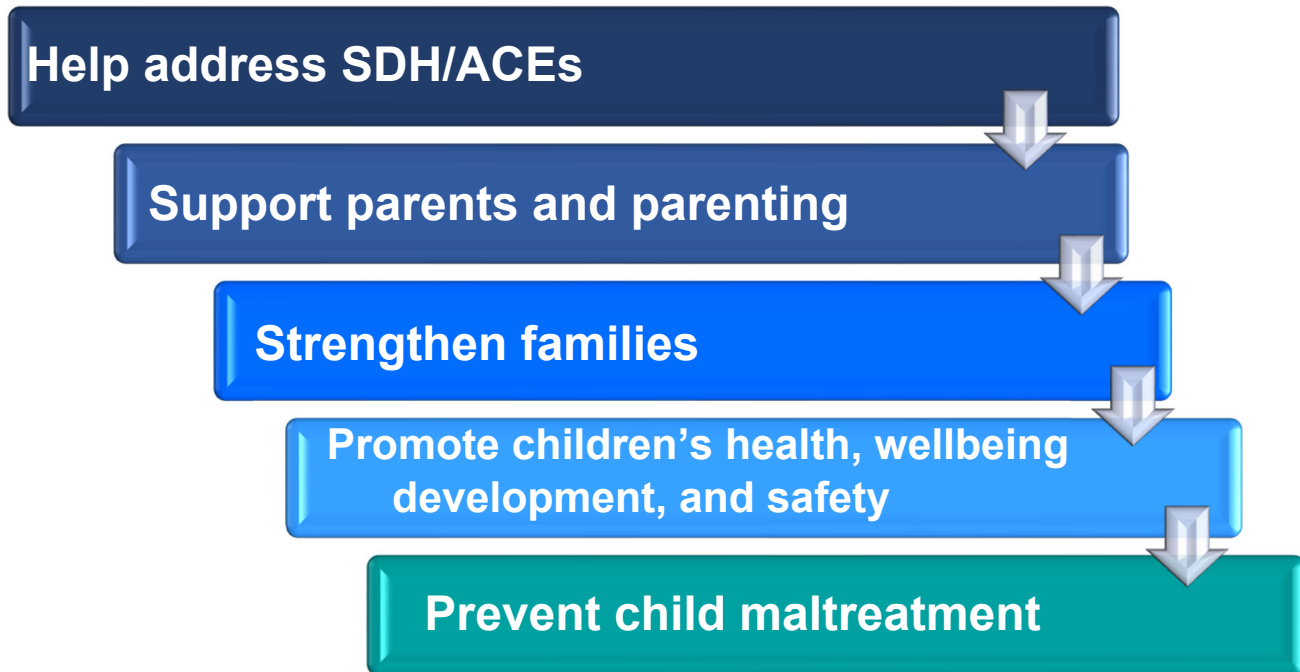 Help address SDH/ACEs
Support parents and parenting
Strengthen families
Promote children’s health, wellbeing
development, and safety
Prevent child maltreatment